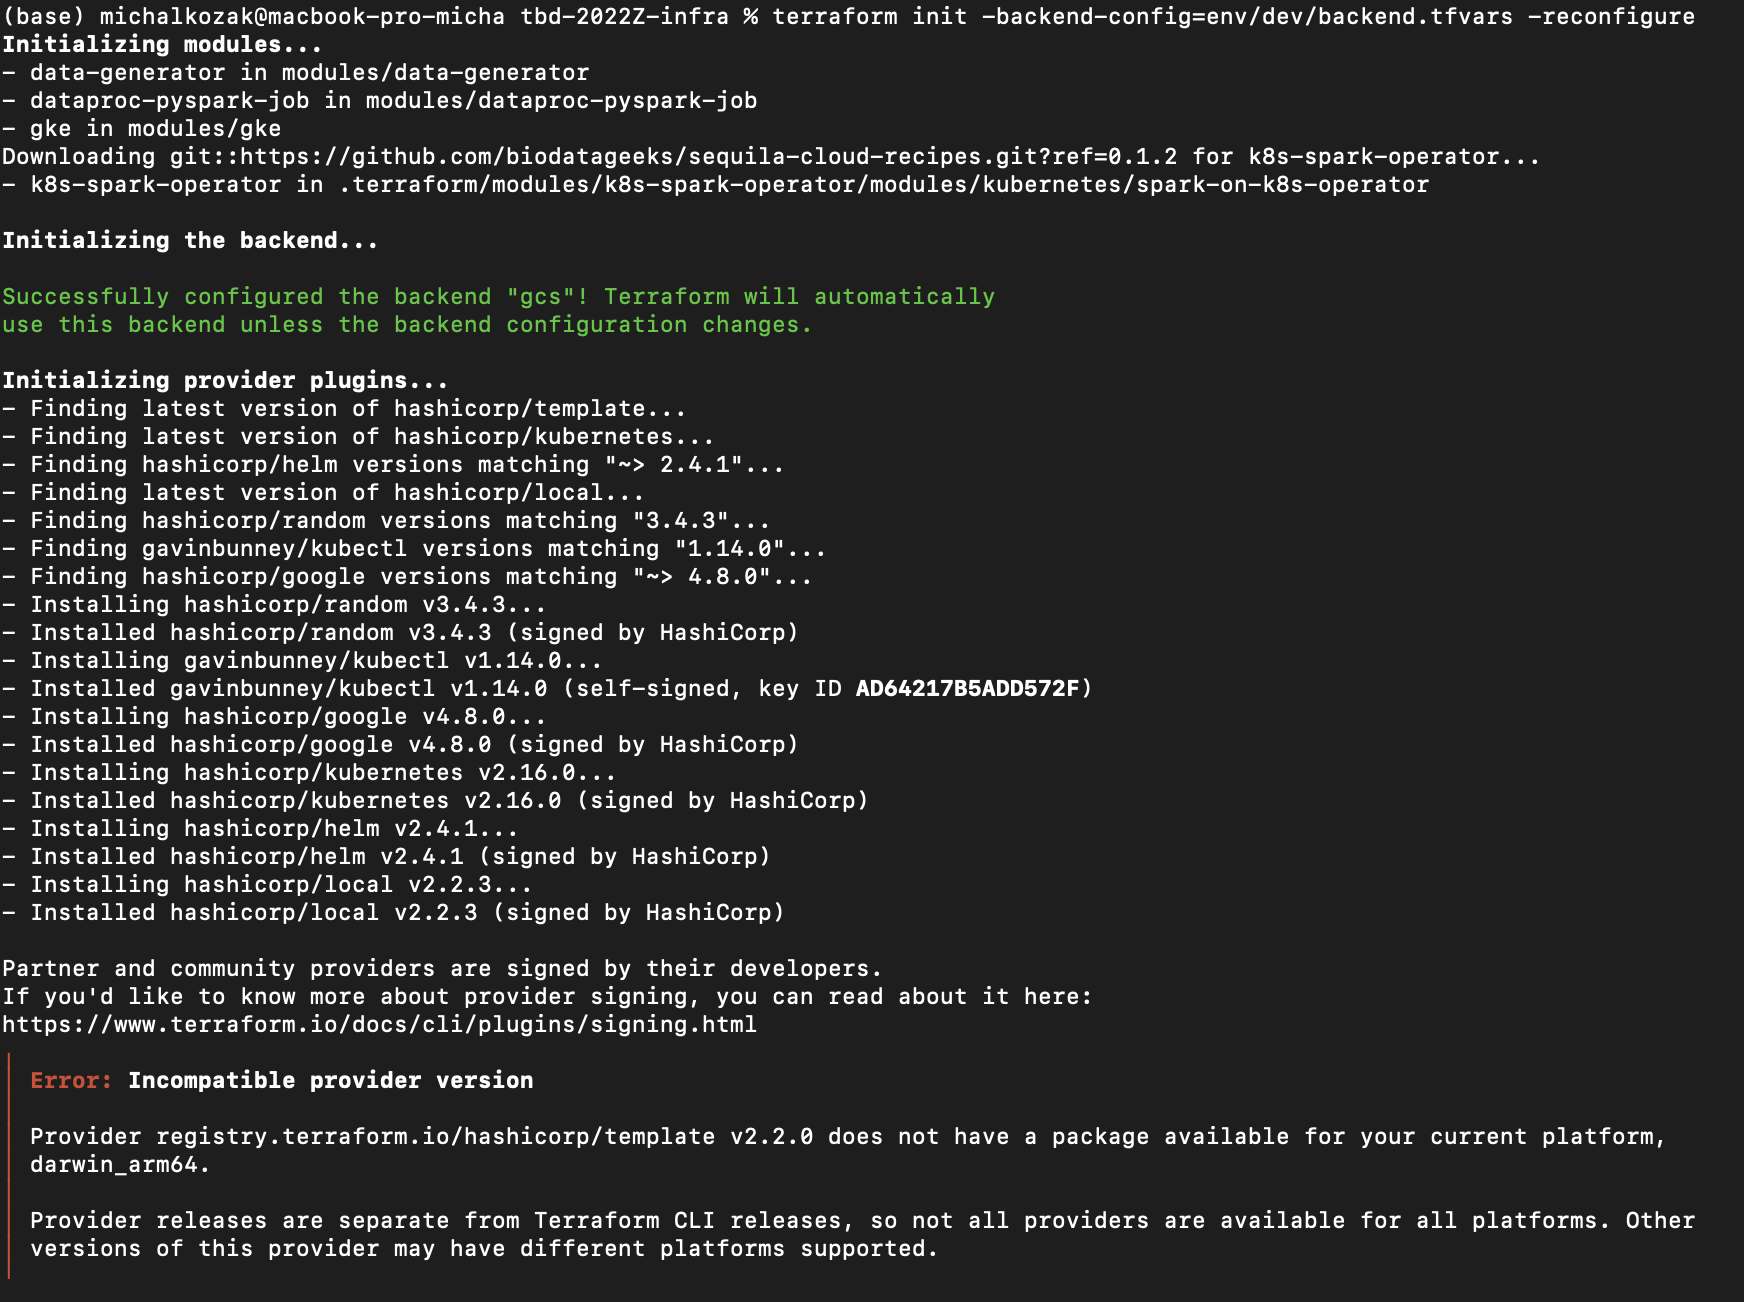 (base) michalkozak@macbook-pro-micha tbd-2022Z-infra % terraform init -backend-config=env/dev/backend.tfvars -reconfigure
Initializing modules...
- data-generator in modules/data-generator
- dataproc-pyspark-job in modules/dataproc-pyspark-job
- gke in modules/gke
Downloading git::https://github.com/biodatageeks/sequila-cloud-recipes.git?ref=0.1.2 for k8s-spark-operator...
- k8s-spark-operator in .terraform/modules/k8s-spark-operator/modules/kubernetes/spark-on-k8s-operator

Initializing the backend...

Successfully configured the backend "gcs"! Terraform will automatically
use this backend unless the backend configuration changes.

Initializing provider plugins...
- Finding latest version of hashicorp/template...
- Finding latest version of hashicorp/kubernetes...
- Finding hashicorp/helm versions matching "~> 2.4.1"...
- Finding latest version of hashicorp/local...
- Finding hashicorp/random versions matching "3.4.3"...
- Finding gavinbunney/kubectl versions matching "1.14.0"...
- Finding hashicorp/google versions matching "~> 4.8.0"...
- Installing hashicorp/random v3.4.3...
- Installed hashicorp/random v3.4.3 (signed by HashiCorp)
- Installing gavinbunney/kubectl v1.14.0...
- Installed gavinbunney/kubectl v1.14.0 (self-signed, key ID AD64217B5ADD572F)
- Installing hashicorp/google v4.8.0...
- Installed hashicorp/google v4.8.0 (signed by HashiCorp)
- Installing hashicorp/kubernetes v2.16.0...
- Installed hashicorp/kubernetes v2.16.0 (signed by HashiCorp)
- Installing hashicorp/helm v2.4.1...
- Installed hashicorp/helm v2.4.1 (signed by HashiCorp)
- Installing hashicorp/local v2.2.3...
- Installed hashicorp/local v2.2.3 (signed by HashiCorp)

Partner and community providers are signed by their developers.
If you'd like to know more about provider signing, you can read about it here:
https://www.terraform.io/docs/cli/plugins/signing.html

Error: Incompatible provider version

Provider registry.terraform.io/hashicorp/template v2.2.0 does not have a package available for your current platform,
darwin_arm64.

Provider releases are separate from Terraform CLI releases, so not all providers are available for all platforms. Other
versions of this provider may have different platforms supported.